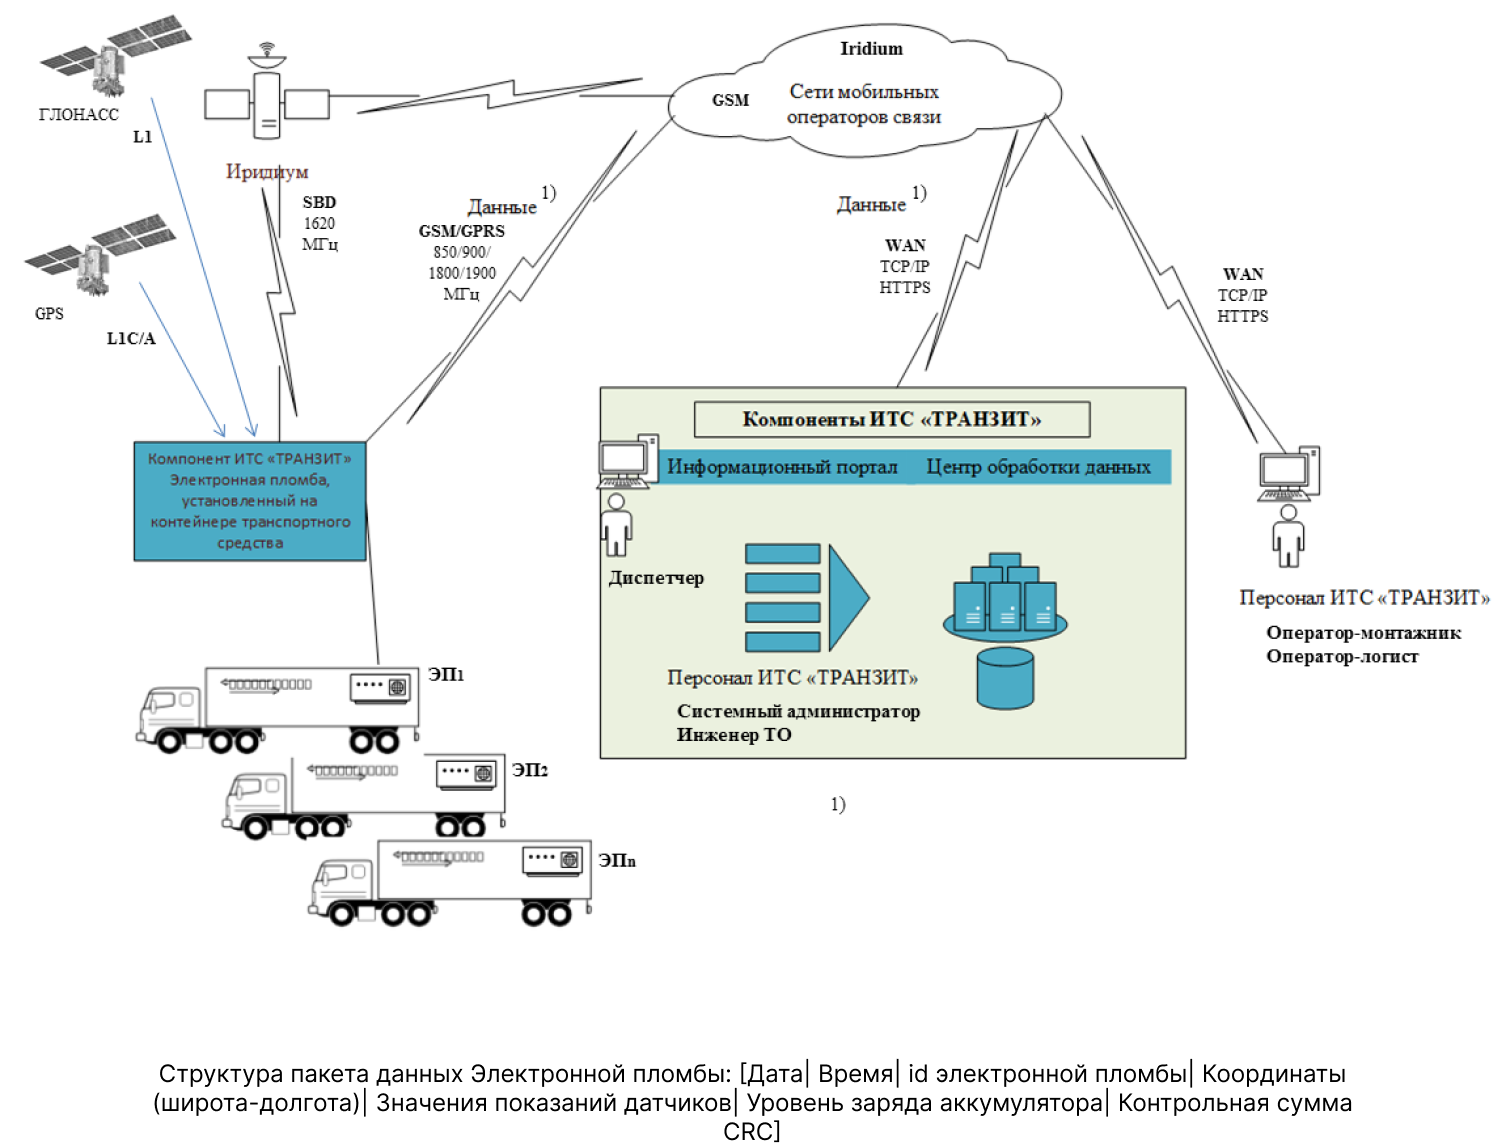 Iridium
GSM
Сети мобильных
операторов связи
ГЛОНАСС
L1
Иридиум
SBD
1620
МГц
Данные 1)
GSM/GPRS
850/900/
1800/1900
МГц
Данные 1)
WAN
TCP/IP
HTTPS
WAN
TCP/IP
HTTPS
GPS
L1C/A
Компонент ИТС «ТРАНЗИТ»
Электронная пломба,
установленный на
контейнере транспортного
средства
Компоненты ИТС «ТРАНЗИТ»
Информационный портал
Центр обработки данных
Диспетчер
Персонал ИТС «ТРАНЗИТ»
Системный администратор
Инженер ТО
Персонал ИТС «ТРАНЗИТ»
Оператор-монтажник
Оператор-логист
ЭП1
ЭП2
ЭПn
1)
Структура пакета данных Электронной пломбы: [Дата| Время| id электронной пломбы| Координаты
(широта-долгота)| Значения показаний датчиков| Уровень заряда аккумулятора| Контрольная сумма
CRC]